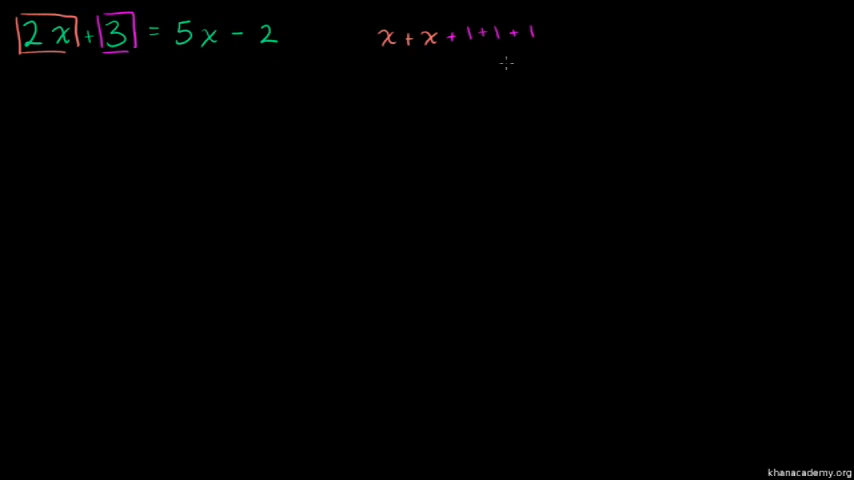 2x + 3 = 5x - 2
x + x + 1 + 1 + 1
khanacademy.org